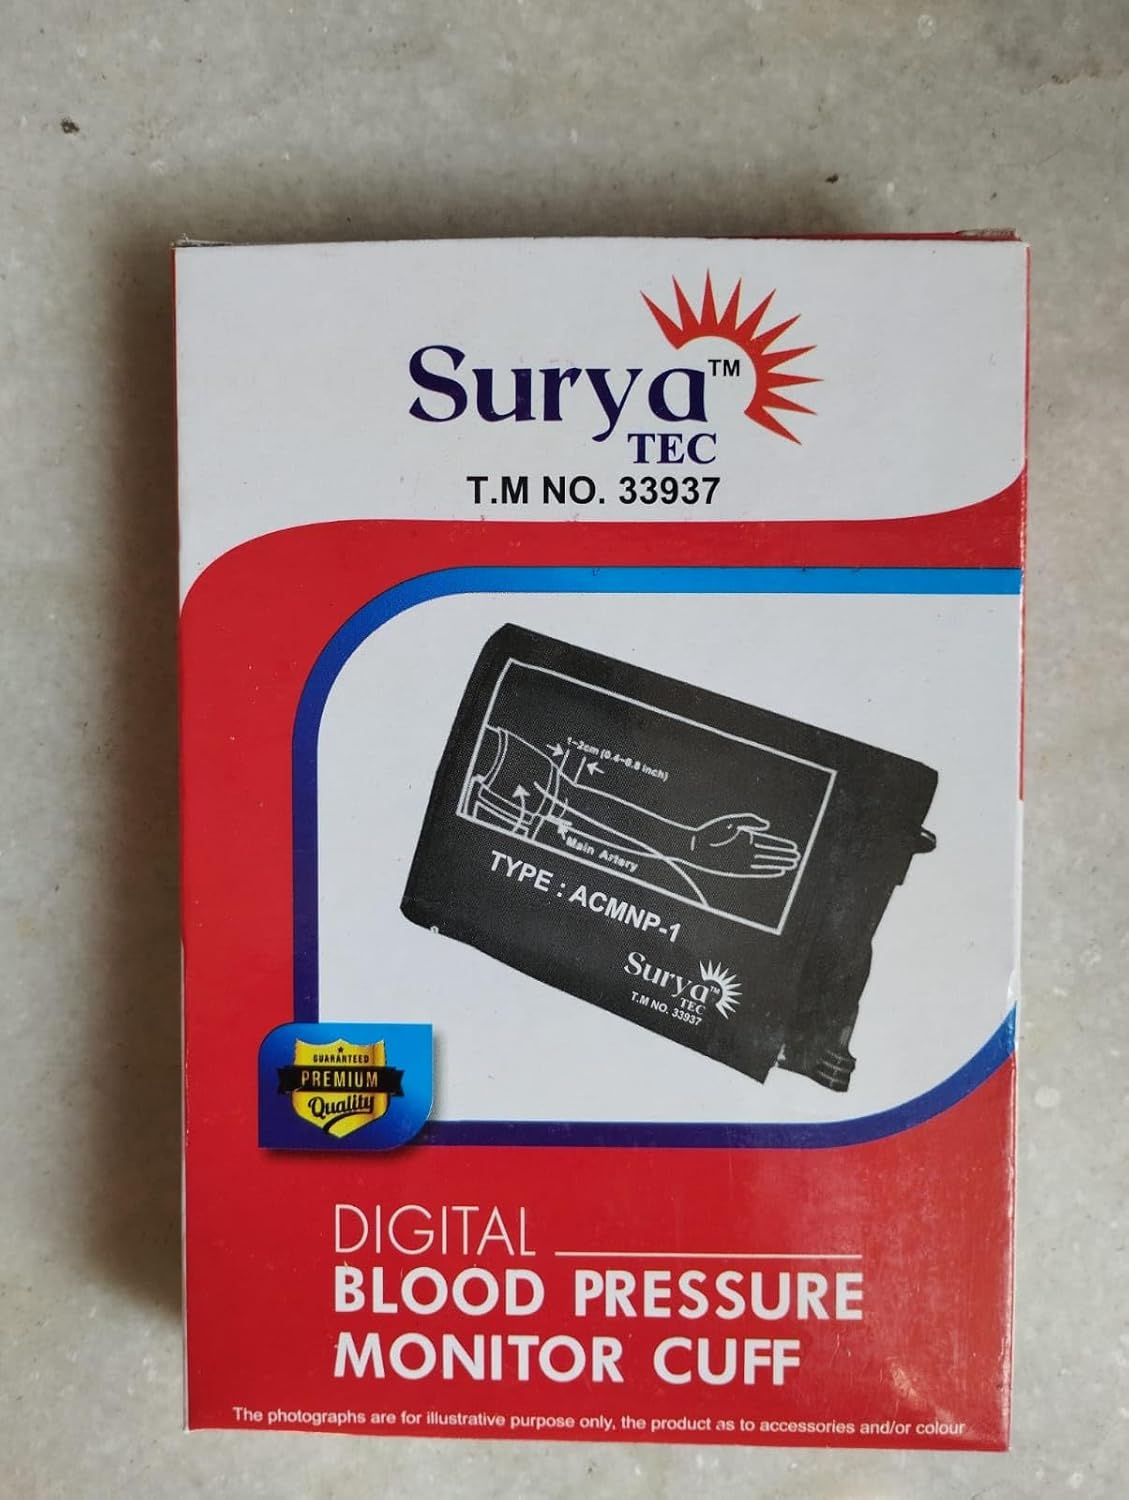 Surya™
TEC
T.M NO. 33937
1~2cm (0.4~0.8 inch)
Main Artery
TYPE : ACMNP-1
Surya™
TEC
T.M NO. 33937
GUARANTEED
PREMIUM
Quality
DIGITAL
BLOOD PRESSURE
MONITOR CUFF
The photographs are for illustrative purpose only, the product as to accessories and/or colour